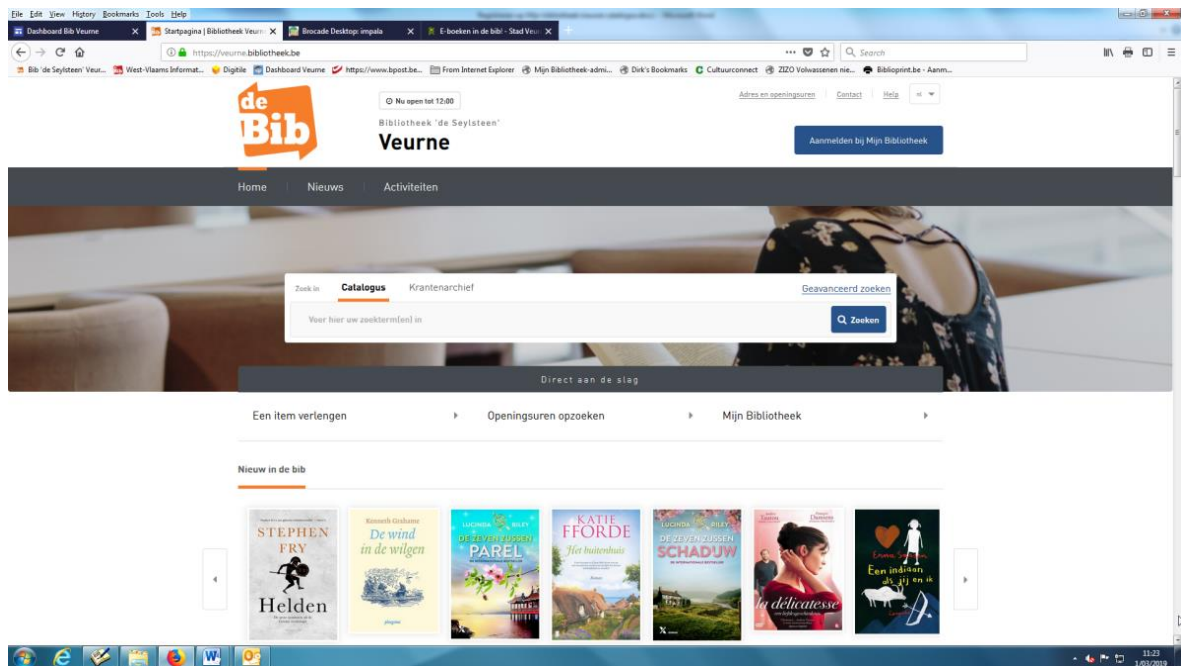 File Edit View History Bookmarks Tools Help
Dashboard Bib Veurne
Startpagina | Bibliotheek Veurn
Brocade Desktop: impala
E-boeken in de bib! - Stad Veur
https://veurne.bibliotheek.be
Search
Bib 'de Seylsteen' Veur...
West-Vlaams Informat...
Digitile
Dashboard Veurne
https://www.bpost.be...
From Internet Explorer
Mijn Bibliotheek-admi...
Dirk's Bookmarks
Cultuurconnect
ZIZO Volwassenen nie...
Biblioprint.be - Aanm...
de
Bib
Nu open tot 12:00
Bibliotheek 'de Seylsteen'
Veurne
Adres en openingsuren
Contact
Help
nl
Aanmelden bij Mijn Bibliotheek
Home
Nieuws
Activiteiten
Zoek in
Catalogus
Krantenarchief
Geavanceerd zoeken
Voer hier uw zoekterm(en) in
Zoeken
Direct aan de slag
Een item verlengen
Openingsuren opzoeken
Mijn Bibliotheek
Nieuw in de bib
STEPHEN
FRY
Helden
Kenneth Grahame
De wind
in de wilgen
LUCINDA RILEY
DE ZEVEN ZUSSEN
PAREL
KATIE
FFORDE
Het buitenhuis
Roman
LUCINDA RILEY
DE ZEVEN ZUSSEN
SCHADUW
la délicatesse
Een indiaan
als jij en ik
11:23
1/03/2019